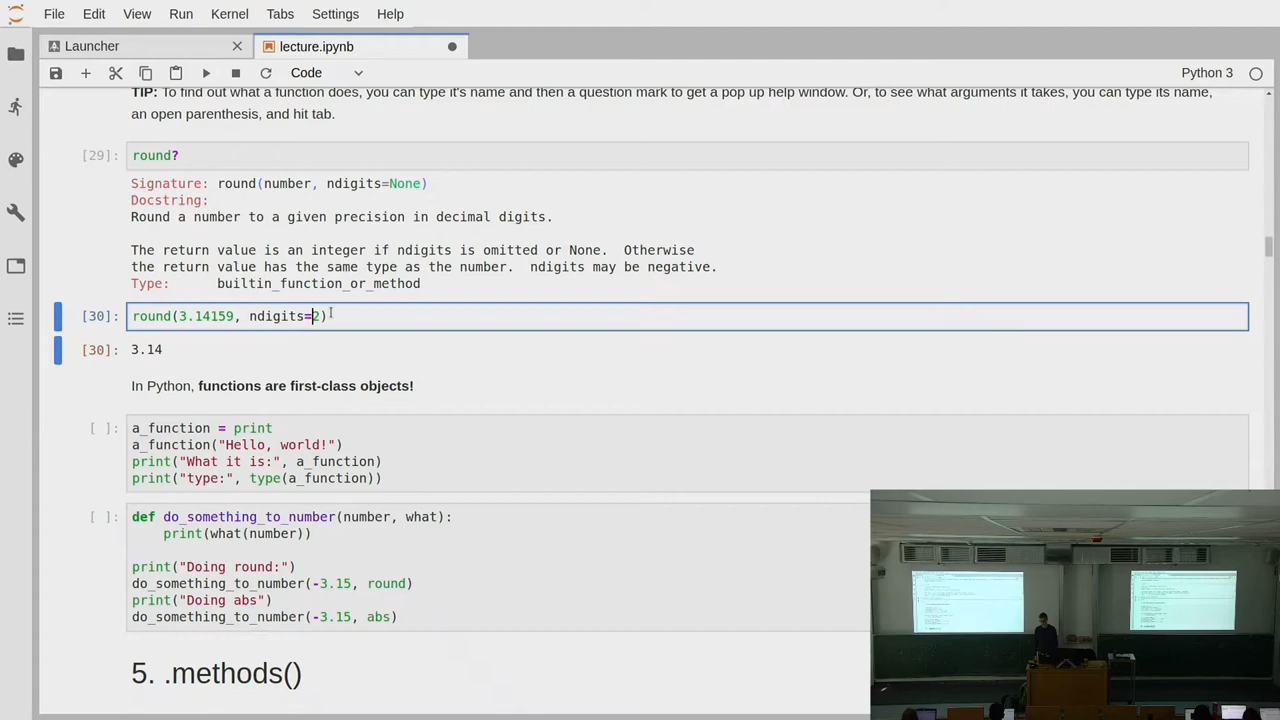 File Edit View Run Kernel Tabs Settings Help
Launcher
lecture.ipynb
Code
Python 3
TIP: To find out what a function does, you can type it's name and then a question mark to get a pop up help window. Or, to see what arguments it takes, you can type its name,
an open parenthesis, and hit tab.
[29]: round?
Signature: round(number, ndigits=None)
Docstring:
Round a number to a given precision in decimal digits.
The return value is an integer if ndigits is omitted or None. Otherwise
the return value has the same type as the number. ndigits may be negative.
Type: builtin_function_or_method
[30]: round(3.14159, ndigits=2)
[30]: 3.14
In Python, functions are first-class objects!
[ ]: a_function = print
a_function("Hello, world!")
print("What it is:", a_function)
print("type:", type(a_function))
[ ]: def do_something_to_number(number, what):
print(what(number))
print("Doing round:")
do_something_to_number(-3.15, round)
print("Doing abs")
do_something_to_number(-3.15, abs)
5. .methods()